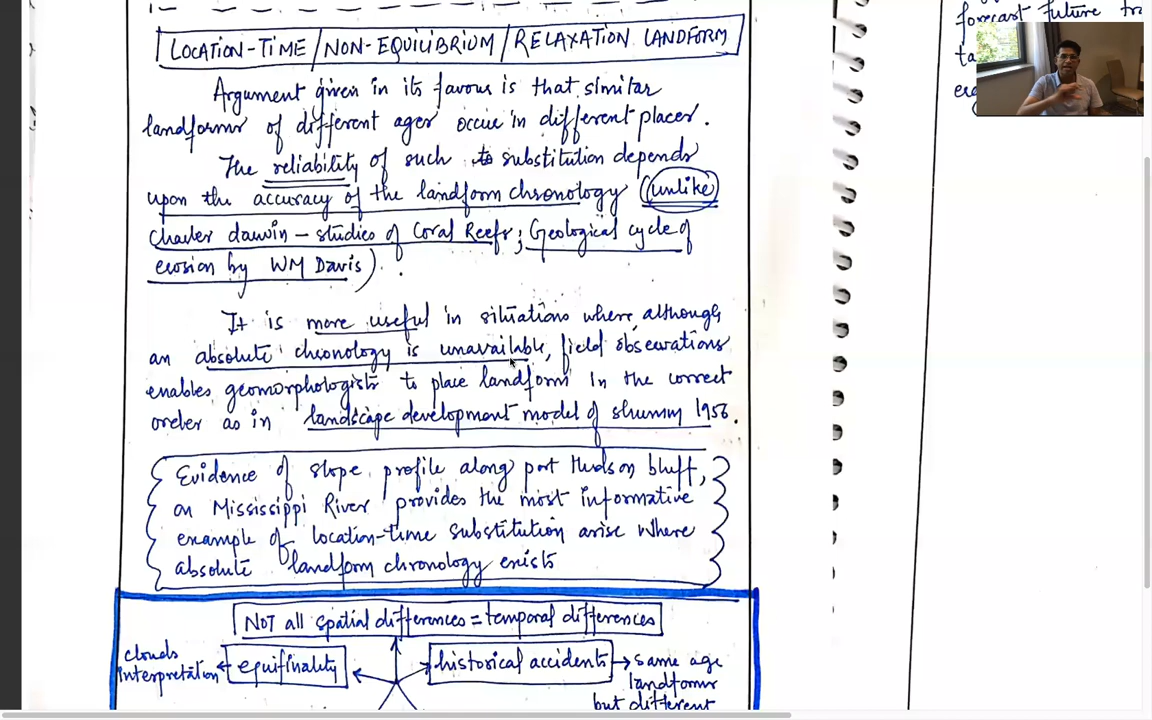 LOCATION-TIME/NON-EQUILIBRIUM/RELAXATION LANDFORM
Argument given in its favour is that similar
landforms of different ages occur in different places.
The reliability of such to substitution depends
upon the accuracy of the landform chronology (unlike
Charles darwin – studies of Coral Reefs; Geological cycle of
erosion by WM Davis).
It is more useful in situations where although
an absolute chronology is unavailable, field observations
enables geomorphologists to place landform in the correct
order as in landscape development model of shumm 1956.
Evidence of slope profile along port Hudson bluff,
on Mississippi River provides the most informative
example of location-time substitution arise where
absolute landform chronology exists
NOT all spatial differences = temporal differences
clouds
interpretation
equifinality
historical accidents
same age
landforms
but different
forecast future